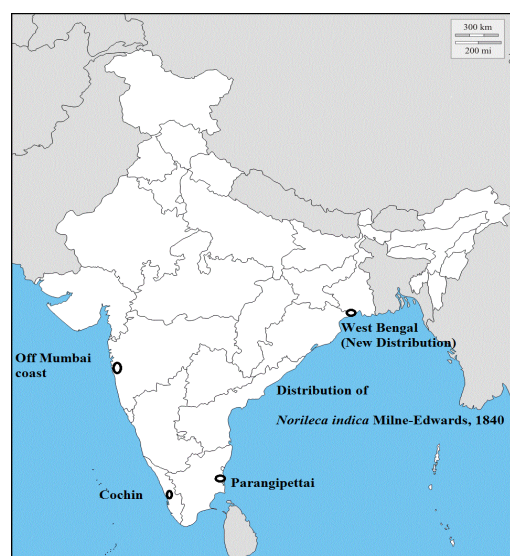 300 km
200 mi
West Bengal
(New Distribution)
Off Mumbai
coast
Distribution of
Norileca indica Milne-Edwards, 1840
Parangipettai
Cochin